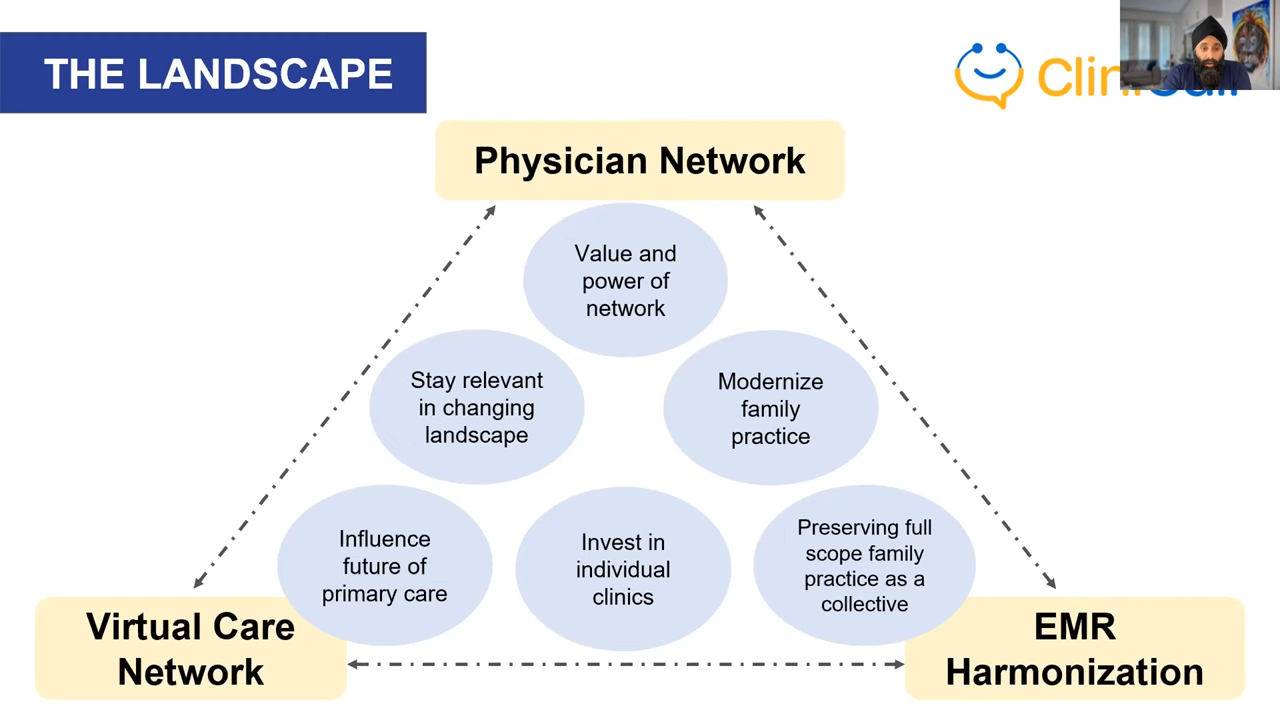 THE LANDSCAPE
Physician Network
Value and
power of
network
Stay relevant
in changing
landscape
Modernize
family
practice
Influence
future of
primary care
Invest in
individual
clinics
Preserving full
scope family
practice as a
collective
Virtual Care
Network
EMR
Harmonization